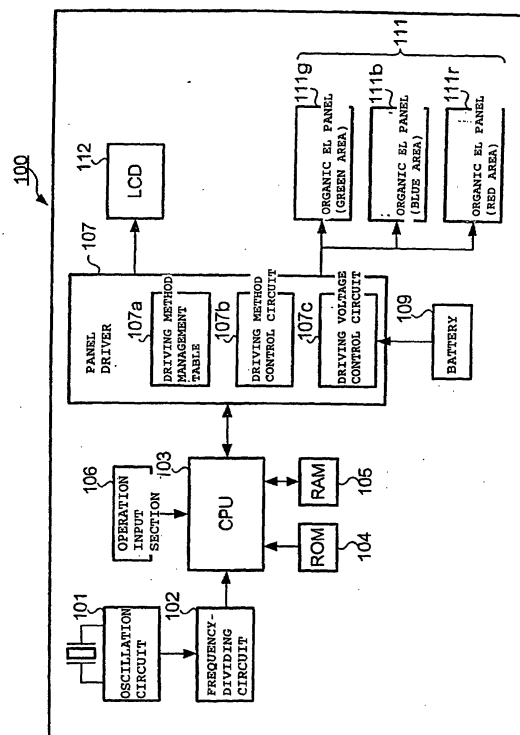 100
101
OSCILLATION
CIRCUIT
102
FREQUENCY-
DIVIDING
CIRCUIT
106
OPERATION
INPUT
SECTION
103
CPU
ROM
104
RAM
105
107
PANEL
DRIVER
107a
DRIVING METHOD
MANAGEMENT
TABLE
107b
DRIVING METHOD
CONTROL CIRCUIT
107c
DRIVING VOLTAGE
CONTROL CIRCUIT
109
BATTERY
112
LCD
111
111g
ORGANIC EL PANEL
(GREEN AREA)
111b
ORGANIC EL PANEL
(BLUE AREA)
111r
ORGANIC EL PANEL
(RED AREA)